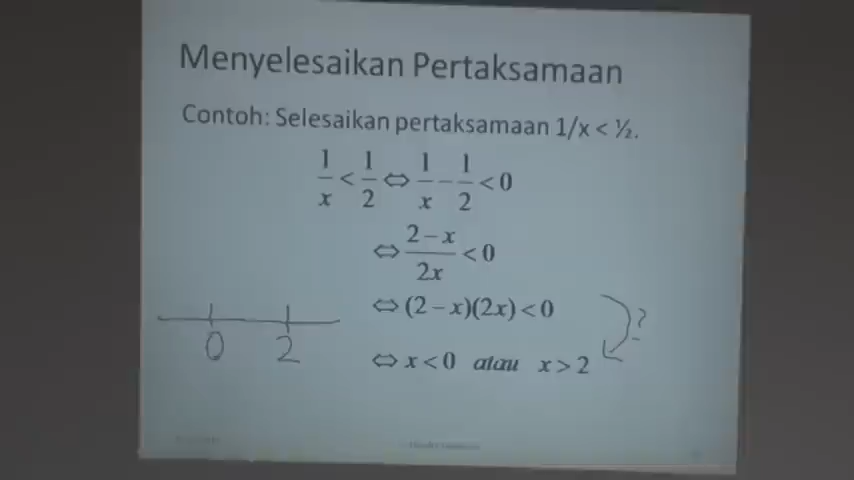 Menyelesaikan Pertaksamaan
Contoh: Selesaikan pertaksamaan 1/x < ½.
1/x < 1/2 ⇔ 1/x − 1/2 < 0
⇔ (2 − x)/(2x) < 0
⇔ (2 − x)(2x) < 0
?
⇔ x < 0 atau x > 2
0 2